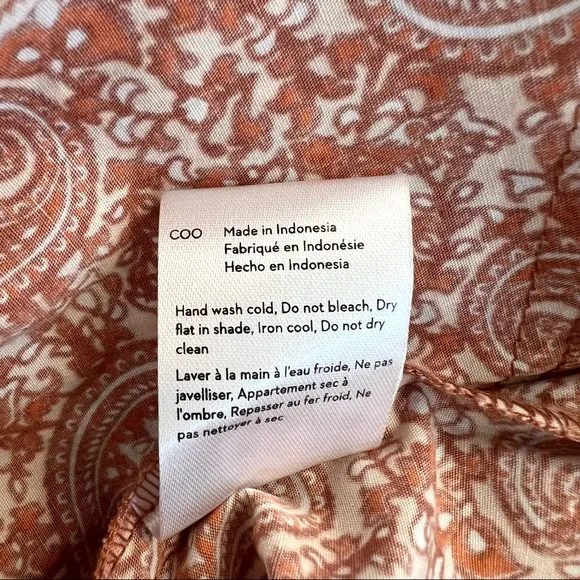 COO Made in Indonesia
Fabriqué en Indonésie
Hecho en Indonesia
Hand wash cold, Do not bleach, Dry
flat in shade, Iron cool, Do not dry
clean
Laver à la main à l'eau froide, Ne pas
javelliser, Appartement sec à
l'ombre, Repasser au fer froid, Ne
pas nettoyer à sec